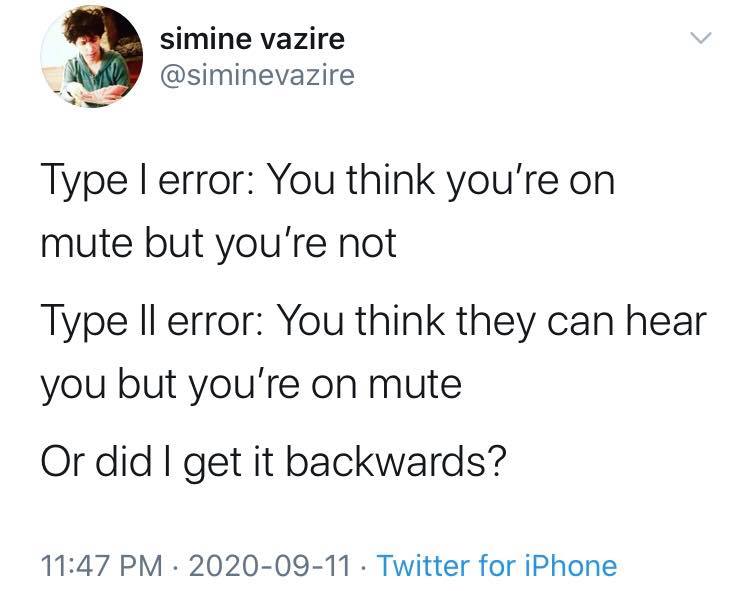 simine vazire
@siminevazire
Type I error: You think you’re on
mute but you’re not
Type II error: You think they can hear
you but you’re on mute
Or did I get it backwards?
11:47 PM · 2020-09-11 · Twitter for iPhone